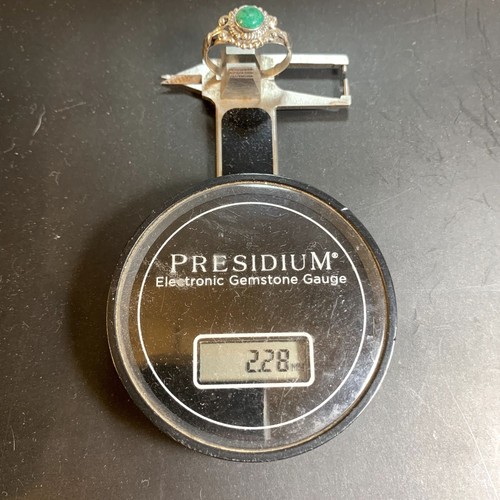 PRESIDIUM®
Electronic Gemstone Gauge
2.28